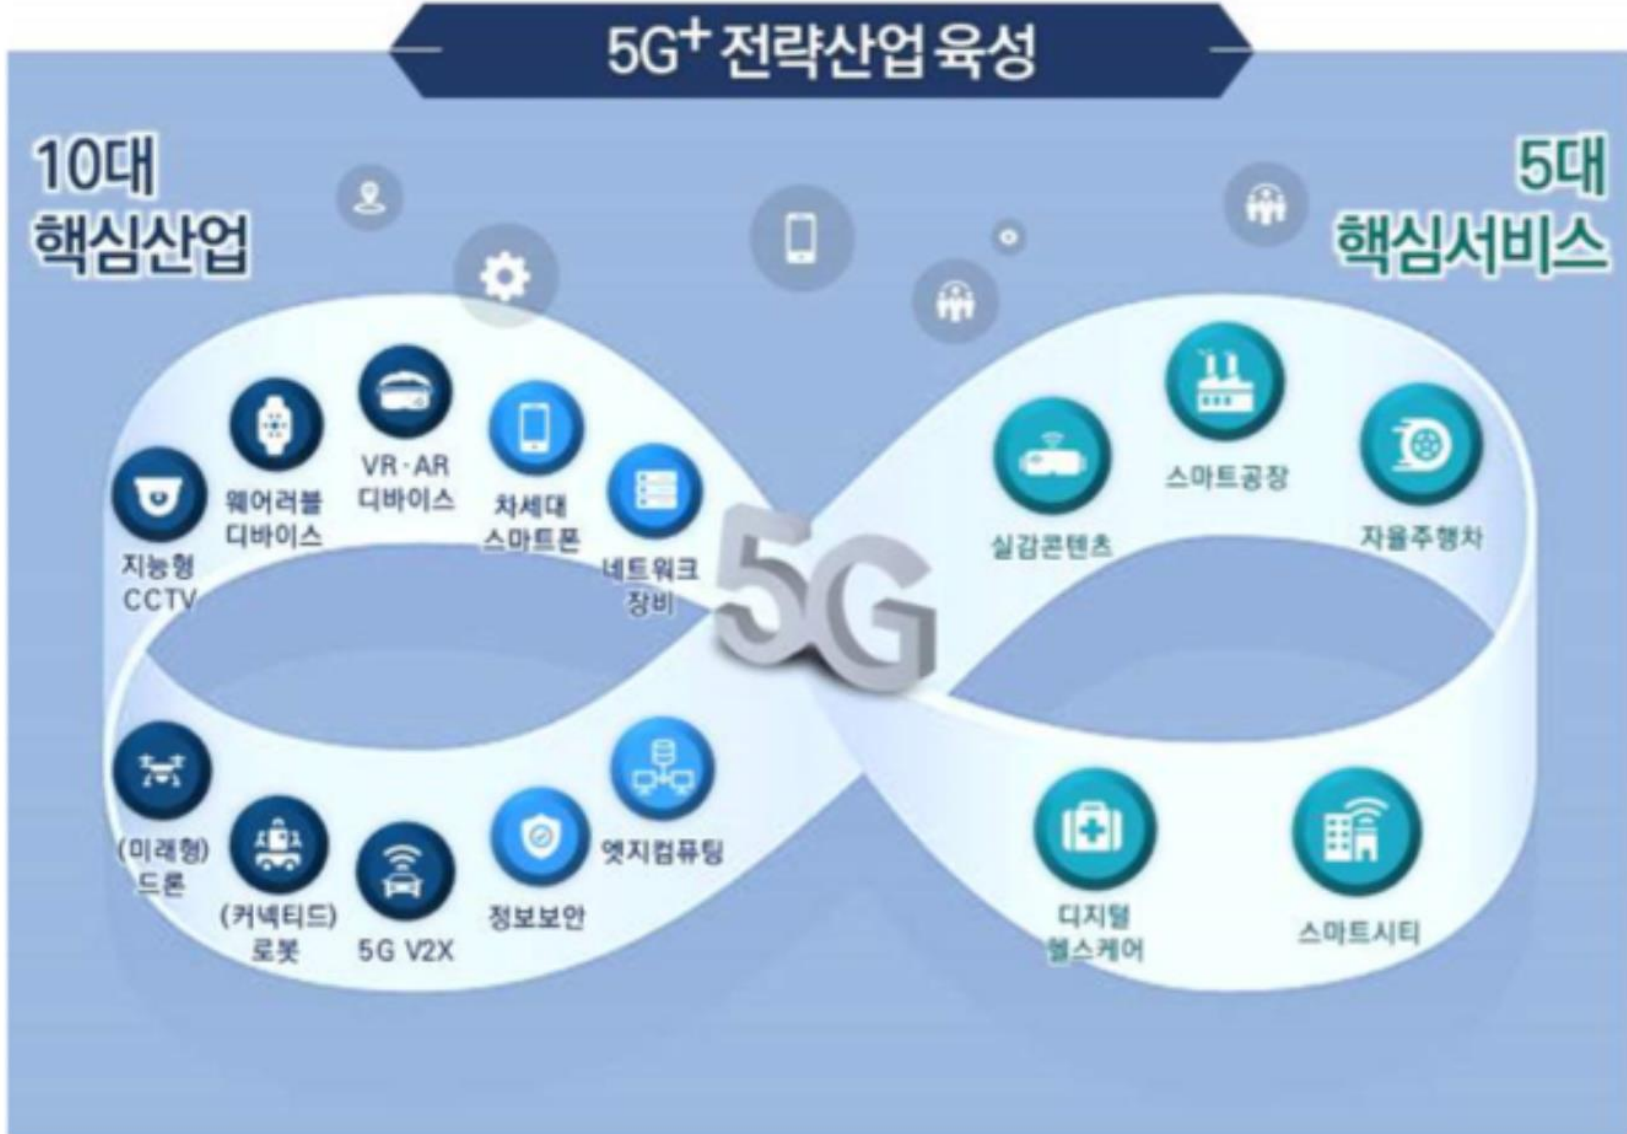 5G+ 전략산업 육성
10대
핵심산업
5대
핵심서비스
지능형
CCTV
웨어러블
디바이스
VR·AR
디바이스
차세대
스마트폰
네트워크
장비
5G
실감콘텐츠
스마트공장
자율주행차
(미래형)
드론
(커넥티드)
로봇
5G V2X
정보보안
엣지컴퓨팅
디지털
헬스케어
스마트시티